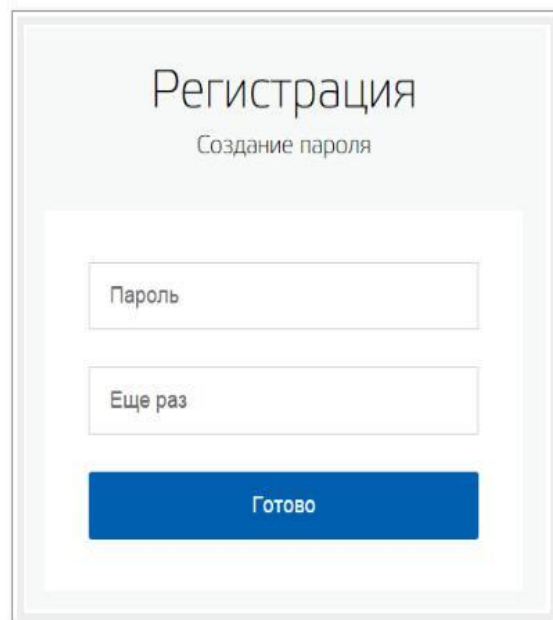 Регистрация
Создание пароля
Пароль
Еще раз
Готово